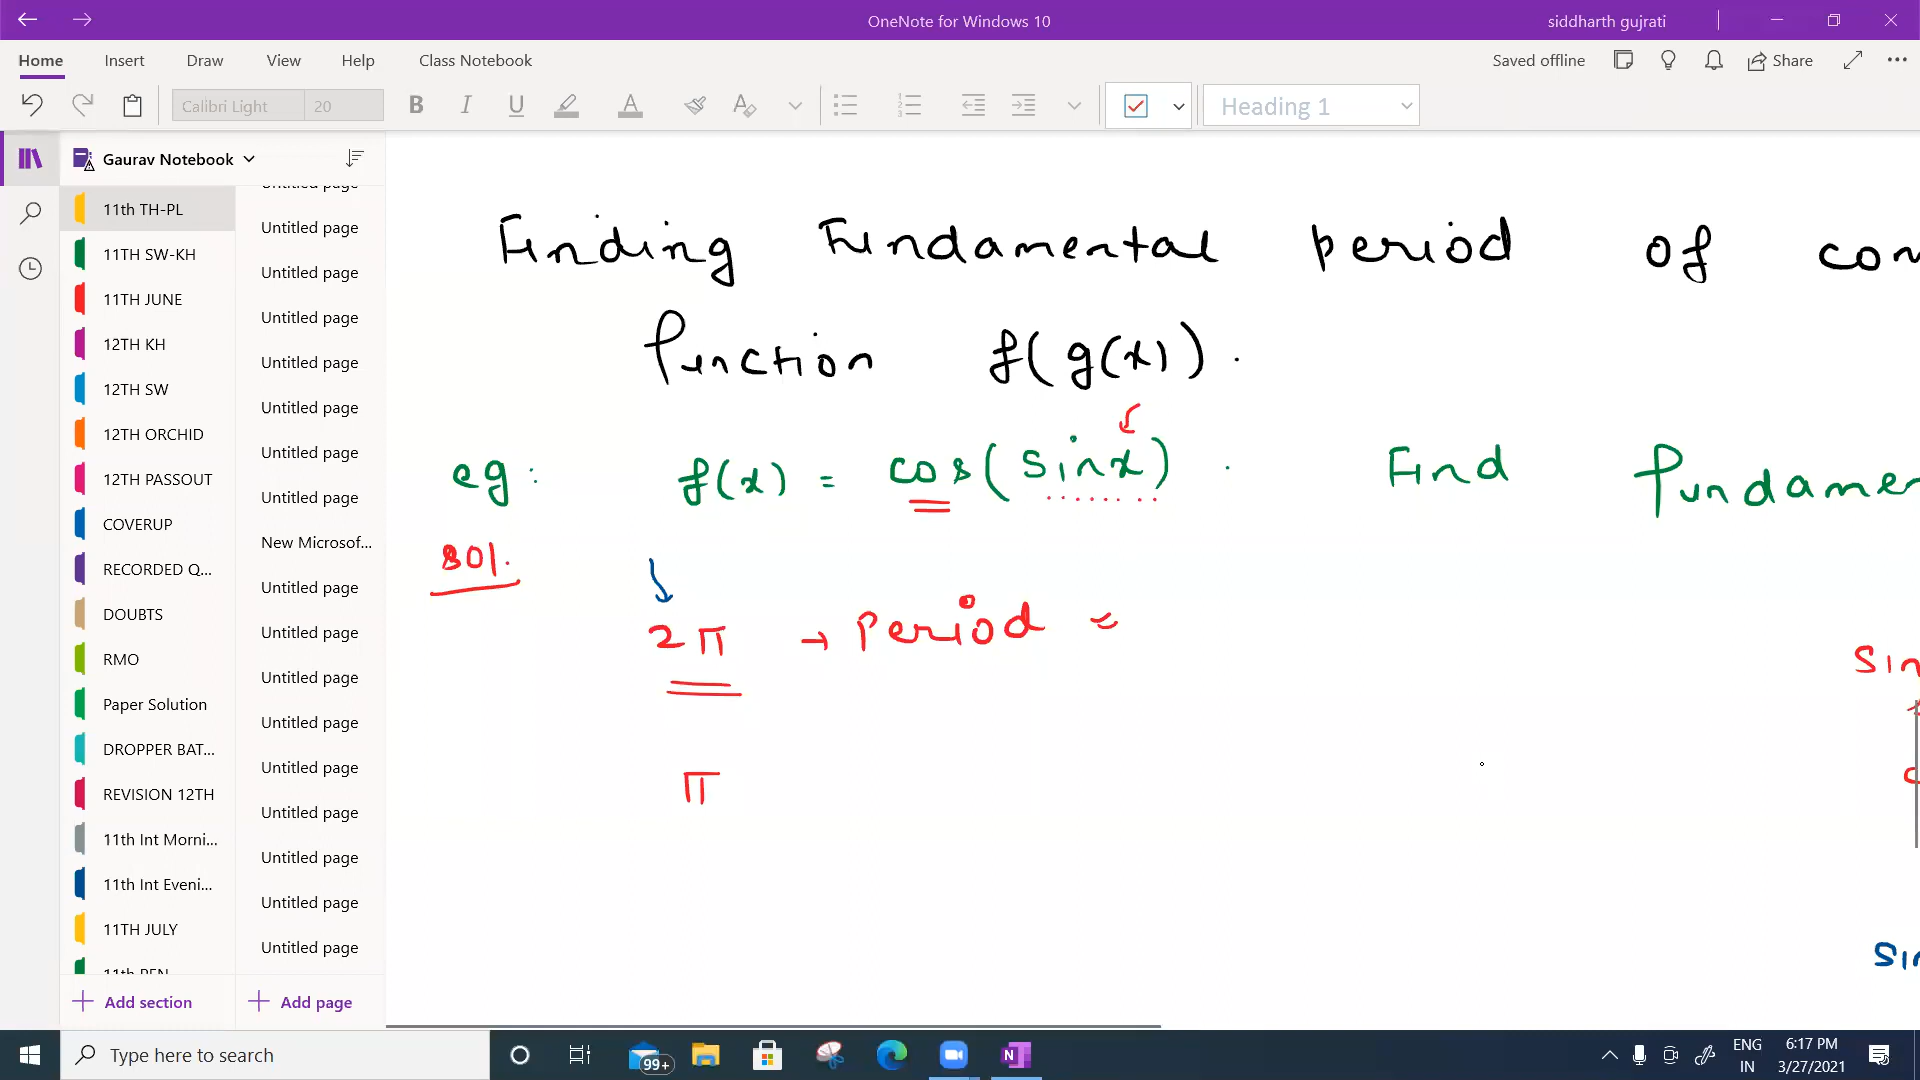 OneNote for Windows 10
siddharth gujrati
Home Insert Draw View Help Class Notebook
Saved offline Share
Calibri Light 20 B I U A Heading 1
Gaurav Notebook
11th TH-PL
11TH SW-KH
11TH JUNE
12TH KH
12TH SW
12TH ORCHID
12TH PASSOUT
COVERUP
RECORDED Q...
DOUBTS
RMO
Paper Solution
DROPPER BAT...
REVISION 12TH
11th Int Morni...
11th Int Eveni...
11TH JULY
Add section
Untitled page
Untitled page
Untitled page
Untitled page
Untitled page
Untitled page
Untitled page
Untitled page
New Microsof...
Untitled page
Untitled page
Untitled page
Untitled page
Untitled page
Untitled page
Untitled page
Untitled page
Untitled page
Add page
Finding Fundamental period of com
function f(g(x)).
eg: f(x) = cos(sinx). Find fundamen
Sol.
2π → Period =
sin
π
sin
Type here to search
99+
N
ENG
IN
6:17 PM
3/27/2021